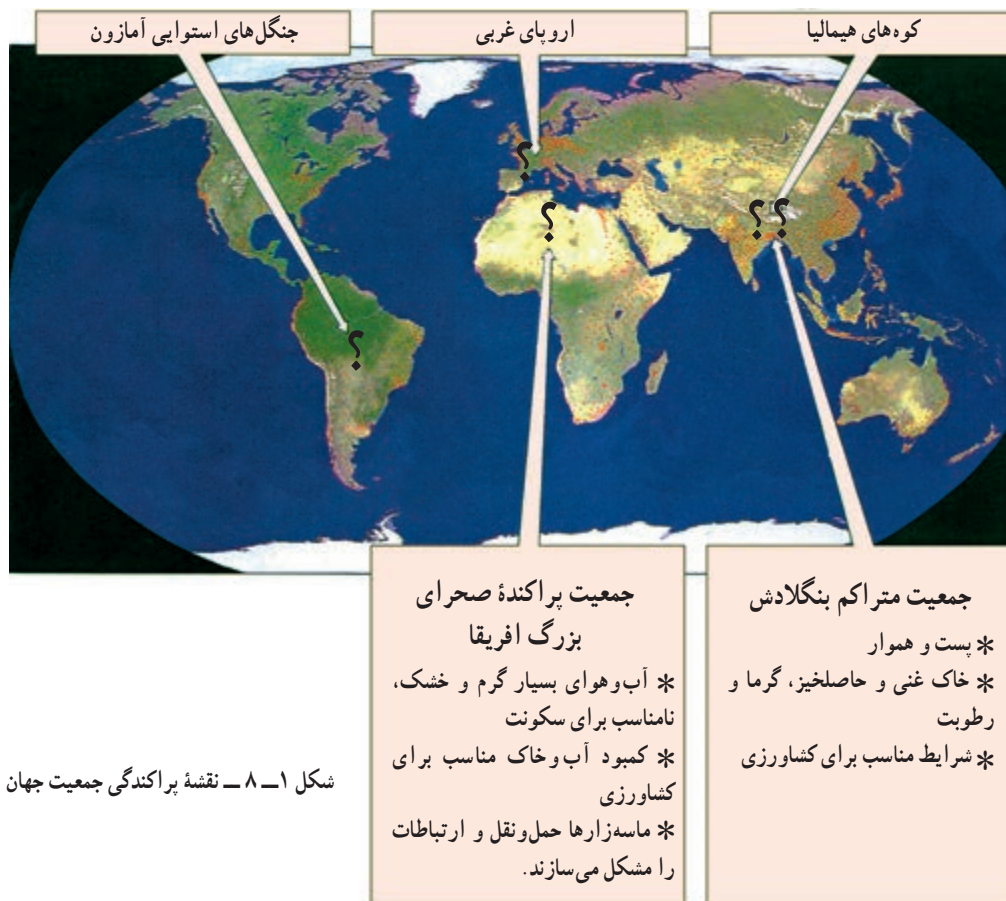 کوه‌های هیمالیا
اروپای غربی
جنگل‌های استوایی آمازون
؟
؟
؟ ؟
؟
جمعیت متراکم بنگلادش
* پست و هموار
* خاک غنی و حاصلخیز، گرما و
رطوبت
* شرایط مناسب برای کشاورزی
جمعیت پراکندهٔ صحرای
بزرگ افریقا
* آب‌وهوای بسیار گرم و خشک،
نامناسب برای سکونت
* کمبود آب وخاک مناسب برای
کشاورزی
* ماسه‌زارها حمل‌ونقل و ارتباطات
را مشکل می‌سازند.
شکل ۱ــ ۸ ــ نقشهٔ پراکندگی جمعیت جهان